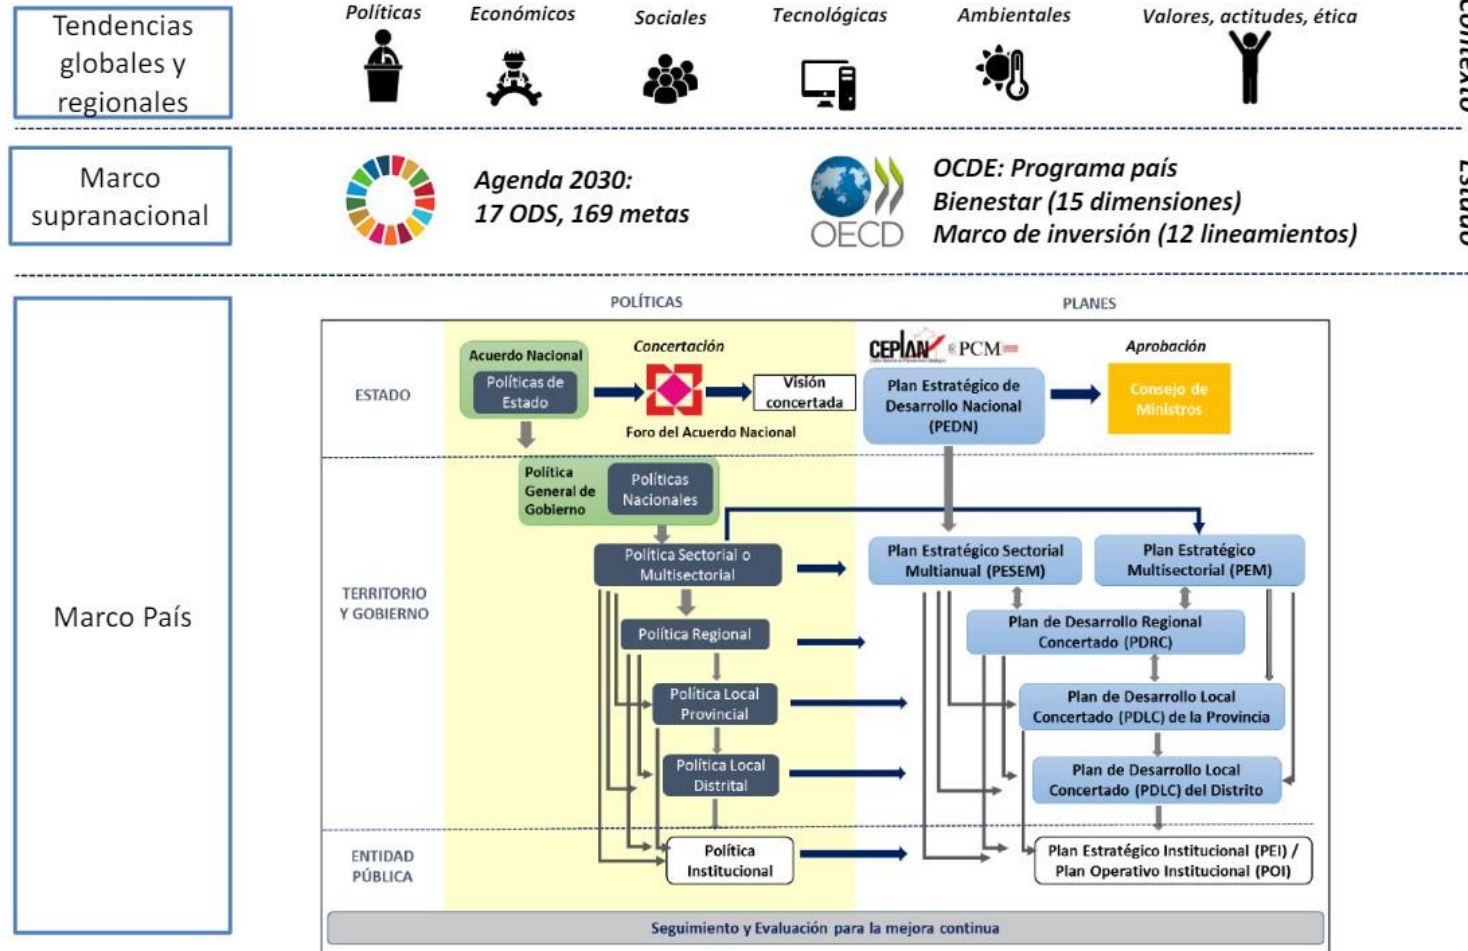 Tendencias
globales y
regionales
Políticas
Económicos
Sociales
Tecnológicas
Ambientales
Valores, actitudes, ética
Contexto
Marco
supranacional
Agenda 2030:
17 ODS, 169 metas
OECD
OCDE: Programa país
Bienestar (15 dimensiones)
Marco de inversión (12 lineamientos)
Estado
Marco País
POLÍTICAS
PLANES
ESTADO
Acuerdo Nacional
Políticas de
Estado
Concertación
Foro del Acuerdo Nacional
Visión
concertada
CEPLAN
PCM
Plan Estratégico de
Desarrollo Nacional
(PEDN)
Aprobación
Consejo de
Ministros
TERRITORIO
Y GOBIERNO
Política
General de
Gobierno
Políticas
Nacionales
Política Sectorial o
Multisectorial
Plan Estratégico Sectorial
Multianual (PESEM)
Plan Estratégico
Multisectorial (PEM)
Política Regional
Plan de Desarrollo Regional
Concertado (PDRC)
Política Local
Provincial
Plan de Desarrollo Local
Concertado (PDLC) de la Provincia
Política Local
Distrital
Plan de Desarrollo Local
Concertado (PDLC) del Distrito
ENTIDAD
PÚBLICA
Política
Institucional
Plan Estratégico Institucional (PEI) /
Plan Operativo Institucional (POI)
Seguimiento y Evaluación para la mejora continua